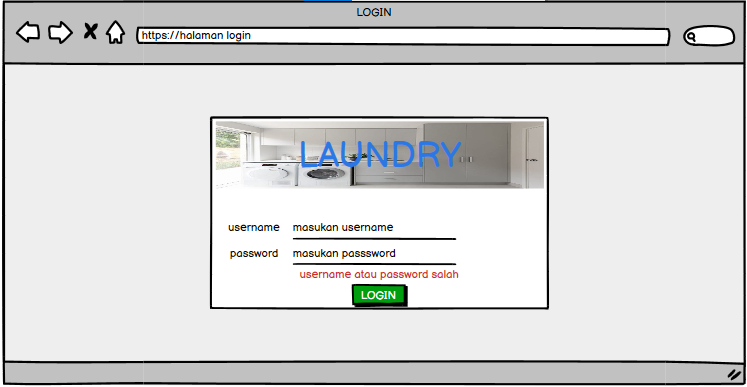 LOGIN
https://halaman login
LAUNDRY
username masukan username
password masukan passsword
username atau password salah
LOGIN